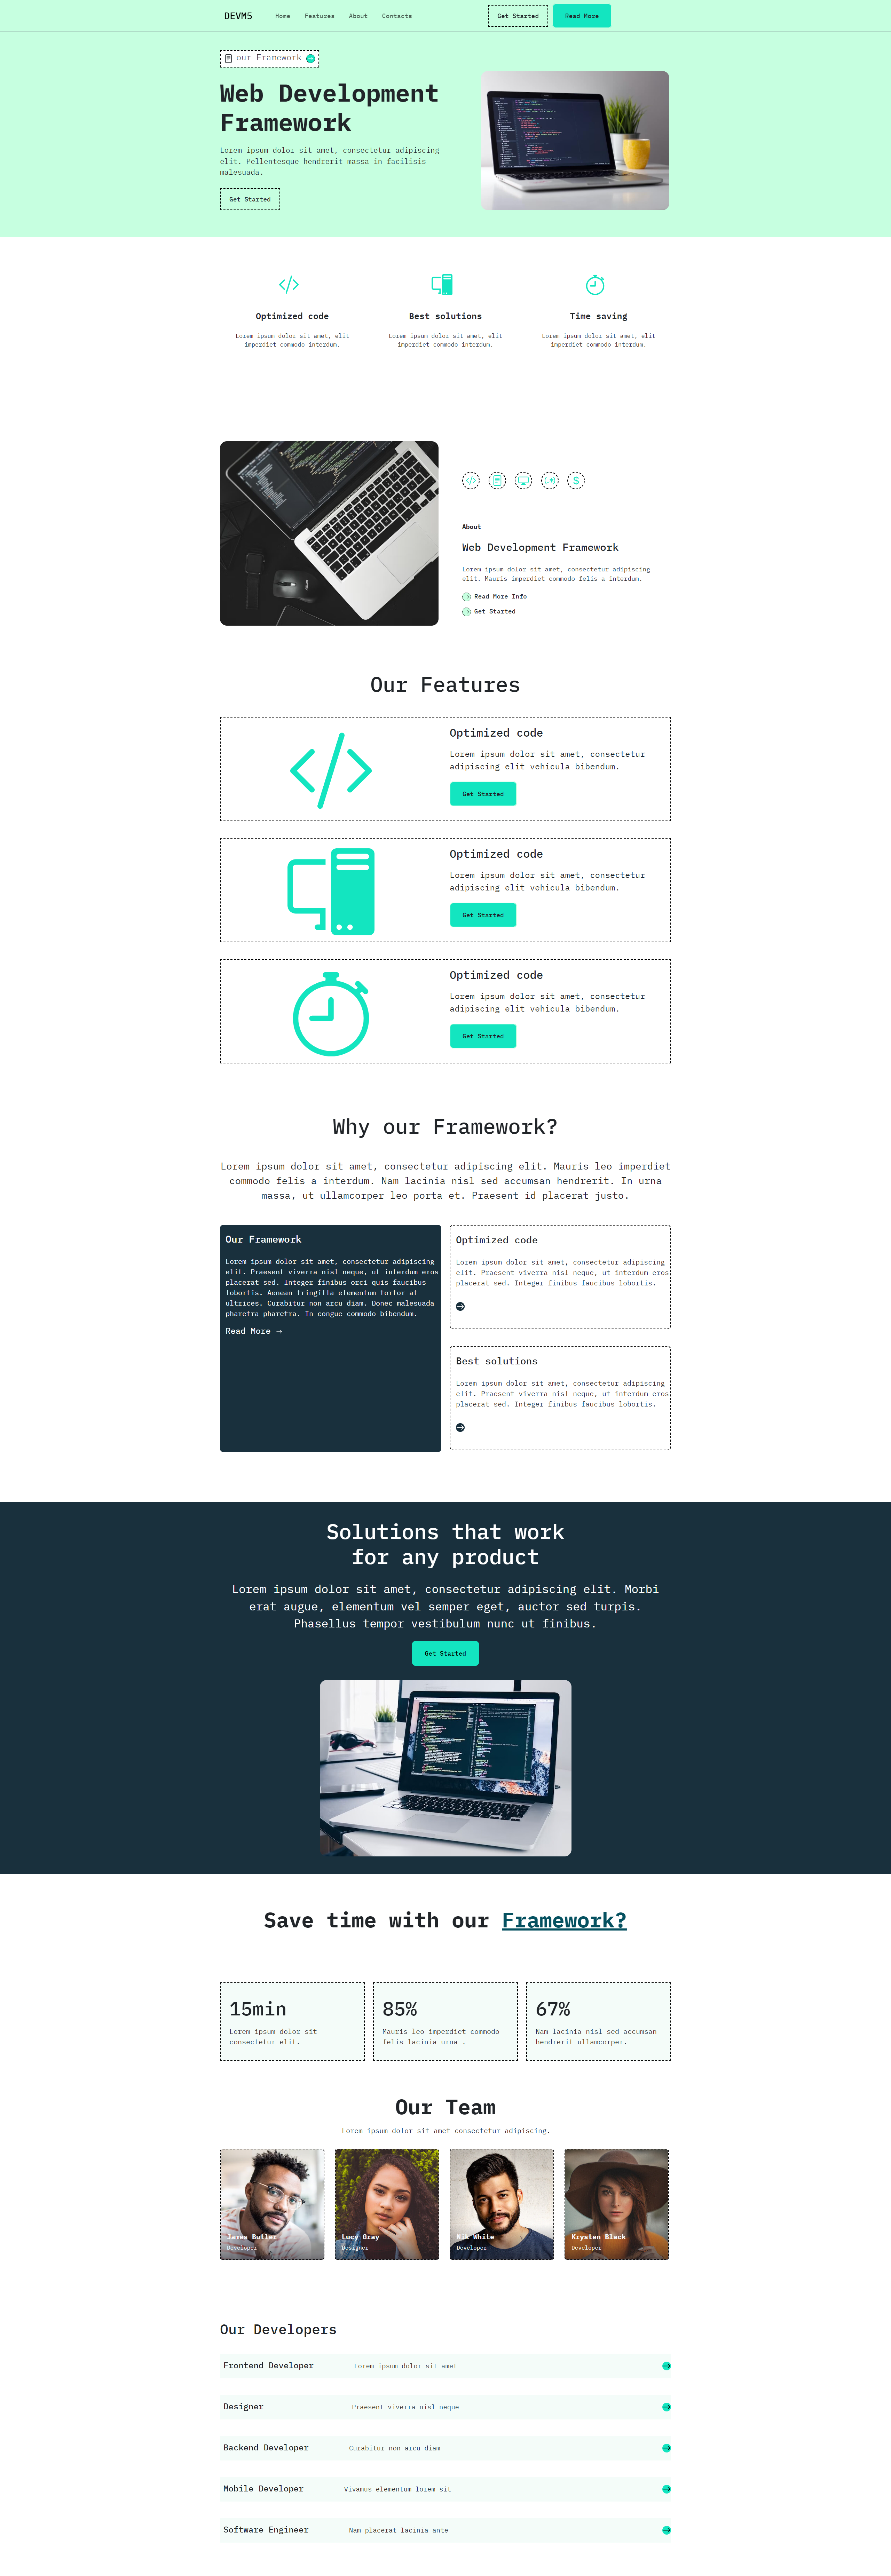 DEVM5
Home Features About Contacts
Get Started
Read More
our Framework
Web Development
Framework
Lorem ipsum dolor sit amet, consectetur adipiscing
elit. Pellentesque hendrerit massa in facilisis
malesuada.
Get Started
Optimized code
Lorem ipsum dolor sit amet, elit
imperdiet commodo interdum.
Best solutions
Lorem ipsum dolor sit amet, elit
imperdiet commodo interdum.
Time saving
Lorem ipsum dolor sit amet, elit
imperdiet commodo interdum.
About
Web Development Framework
Lorem ipsum dolor sit amet, consectetur adipiscing
elit. Mauris imperdiet commodo felis a interdum.
Read More Info
Get Started
Our Features
Optimized code
Lorem ipsum dolor sit amet, consectetur
adipiscing elit vehicula bibendum.
Get Started
Optimized code
Lorem ipsum dolor sit amet, consectetur
adipiscing elit vehicula bibendum.
Get Started
Optimized code
Lorem ipsum dolor sit amet, consectetur
adipiscing elit vehicula bibendum.
Get Started
Why our Framework?
Lorem ipsum dolor sit amet, consectetur adipiscing elit. Mauris leo imperdiet
commodo felis a interdum. Nam lacinia nisl sed accumsan hendrerit. In urna
massa, ut ullamcorper leo porta et. Praesent id placerat justo.
Our Framework
Lorem ipsum dolor sit amet, consectetur adipiscing
elit. Praesent viverra nisl neque, ut interdum eros
placerat sed. Integer finibus orci quis faucibus
lobortis. Aenean fringilla elementum tortor at
ultrices. Curabitur non arcu diam. Donec malesuada
pharetra pharetra. In congue commodo bibendum.
Read More →
Optimized code
Lorem ipsum dolor sit amet, consectetur adipiscing
elit. Praesent viverra nisl neque, ut interdum eros
placerat sed. Integer finibus faucibus lobortis.
Best solutions
Lorem ipsum dolor sit amet, consectetur adipiscing
elit. Praesent viverra nisl neque, ut interdum eros
placerat sed. Integer finibus faucibus lobortis.
Solutions that work
for any product
Lorem ipsum dolor sit amet, consectetur adipiscing elit. Morbi
erat augue, elementum vel semper eget, auctor sed turpis.
Phasellus tempor vestibulum nunc ut finibus.
Get Started
Save time with our Framework?
15min
Lorem ipsum dolor sit
consectetur elit.
85%
Mauris leo imperdiet commodo
felis lacinia urna .
67%
Nam lacinia nisl sed accumsan
hendrerit ullamcorper.
Our Team
Lorem ipsum dolor sit amet consectetur adipiscing.
James Butler
Developer
Lucy Gray
Designer
Nik White
Developer
Krysten Black
Developer
Our Developers
Frontend Developer Lorem ipsum dolor sit amet
Designer Praesent viverra nisl neque
Backend Developer Curabitur non arcu diam
Mobile Developer Vivamus elementum lorem sit
Software Engineer Nam placerat lacinia ante